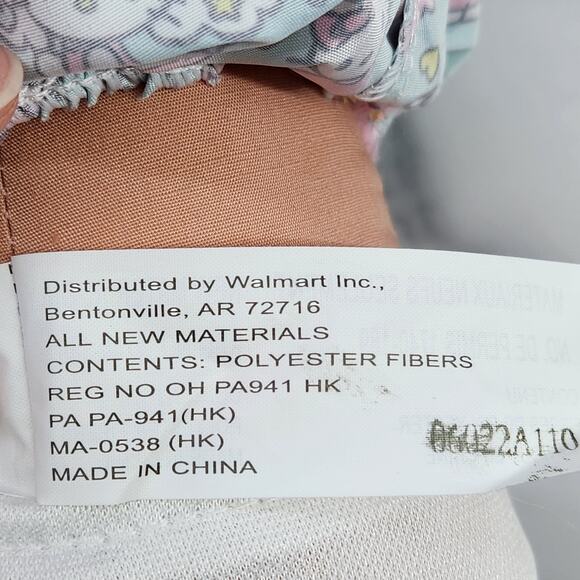 Distributed by Walmart Inc.,
Bentonville, AR 72716
ALL NEW MATERIALS
CONTENTS: POLYESTER FIBERS
REG NO OH PA941 HK
PA PA-941(HK)
MA-0538 (HK)
MADE IN CHINA